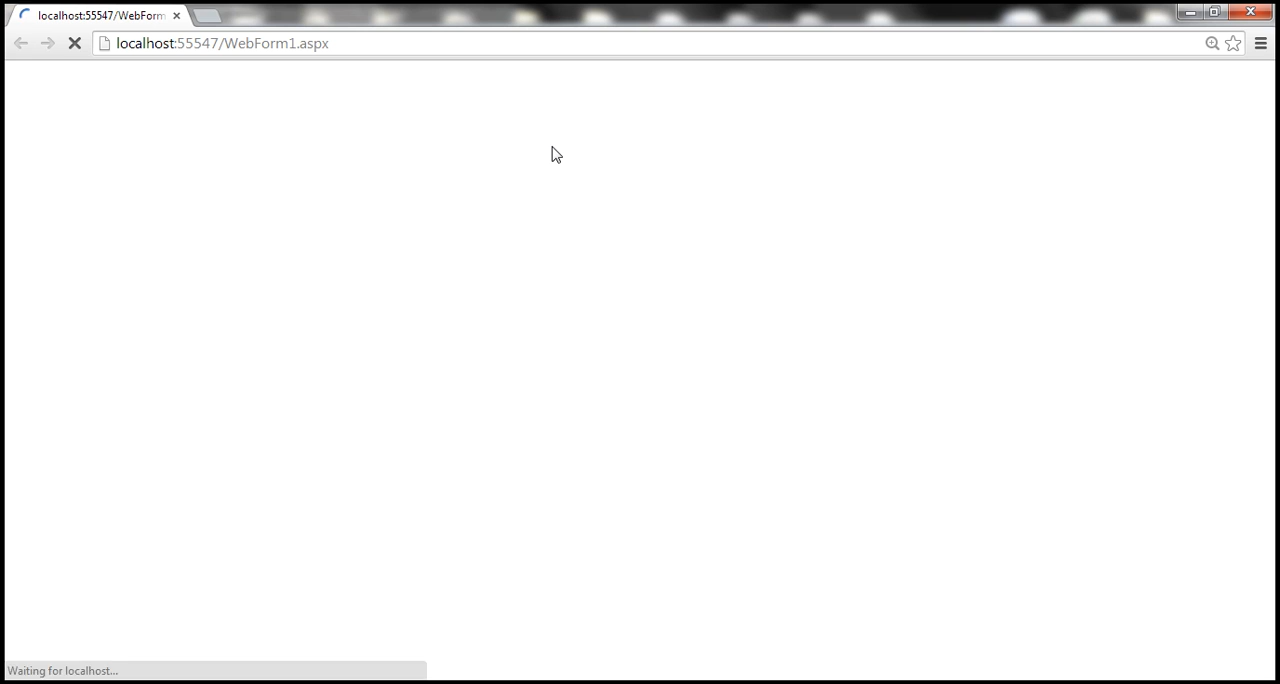 localhost:55547/WebForm
localhost:55547/WebForm1.aspx
Waiting for localhost...